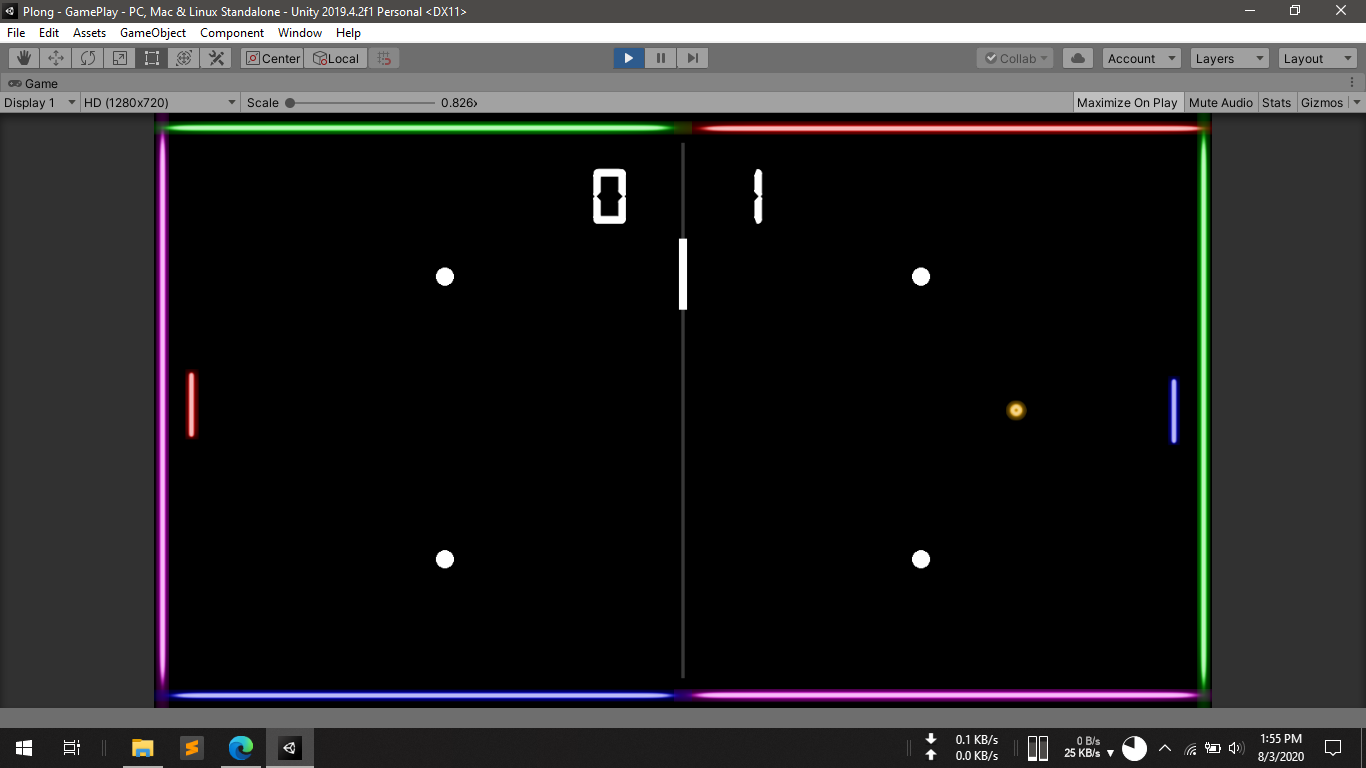 Plong - GamePlay - PC, Mac & Linux Standalone - Unity 2019.4.2f1 Personal <DX11>
File Edit Assets GameObject Component Window Help
Center Local Collab Account Layers Layout
Game
Display 1 HD (1280x720) Scale 0.826x Maximize On Play Mute Audio Stats Gizmos
0 1
0.1 KB/s 0 B/s 1:55 PM
0.0 KB/s 25 KB/s 8/3/2020